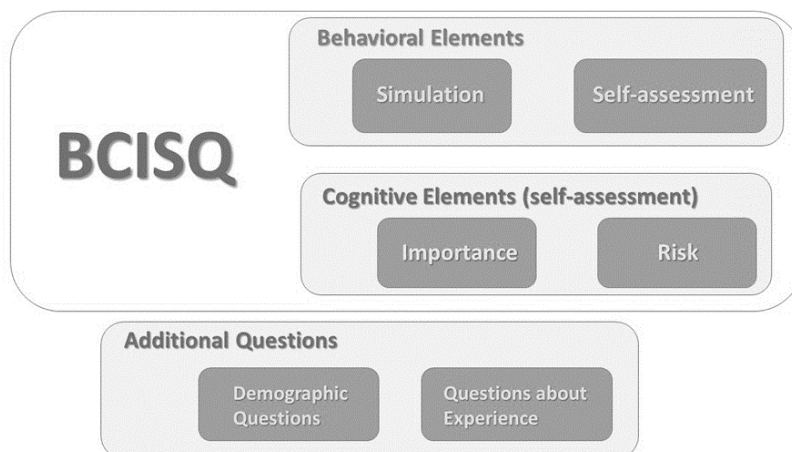 BCISQ
Behavioral Elements
Simulation
Self-assessment
Cognitive Elements (self-assessment)
Importance
Risk
Additional Questions
Demographic
Questions
Questions about
Experience